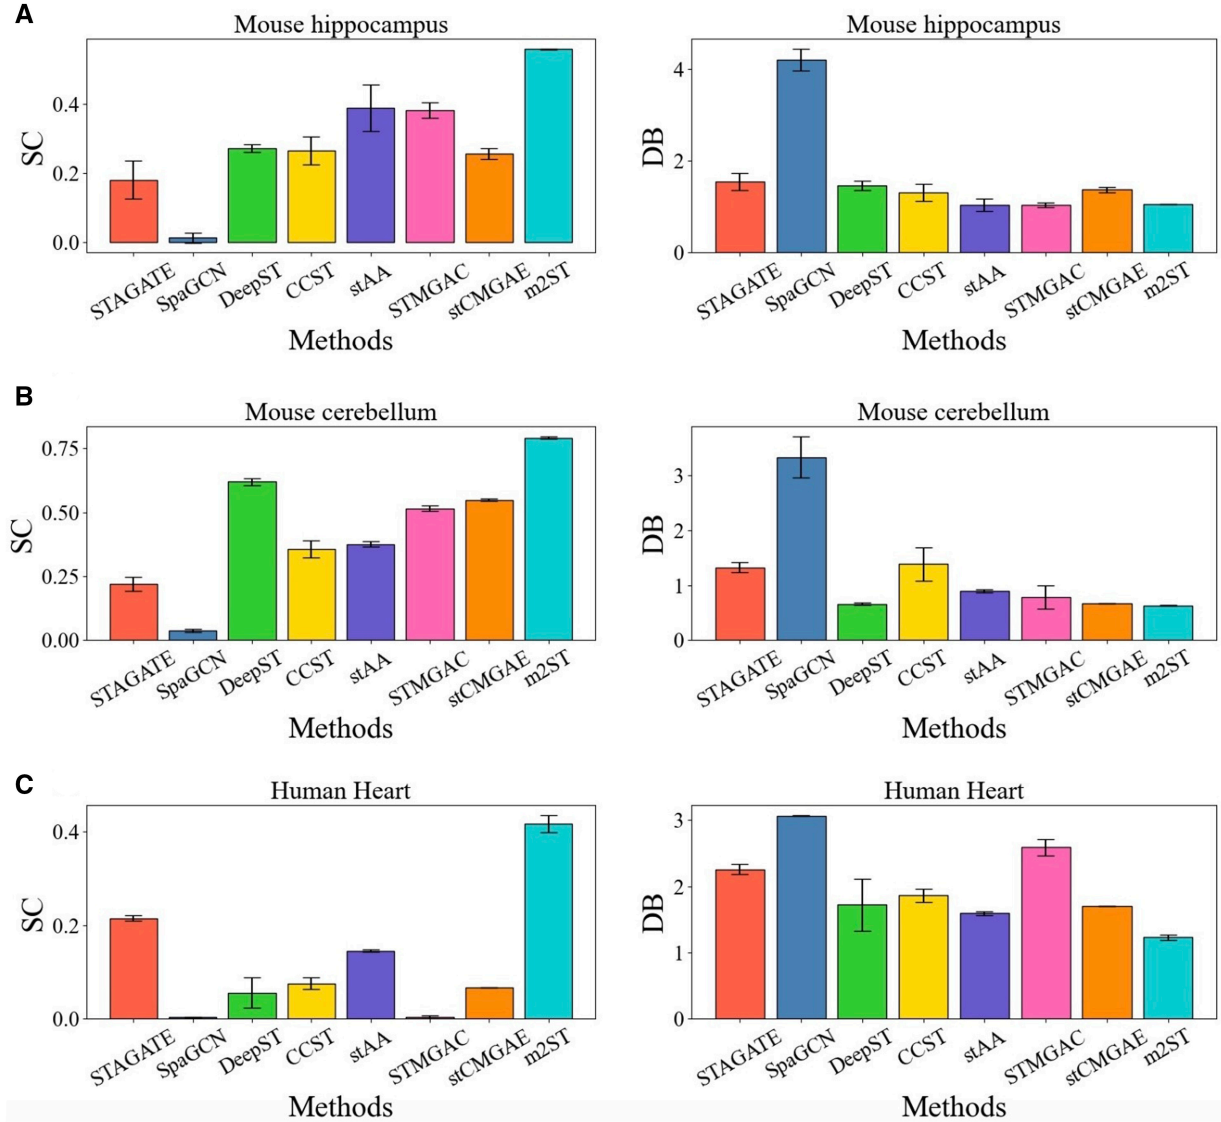 A
Mouse hippocampus
SC
0.4
0.2
0.0
STAGATE
SpaGCN
DeepST
CCST
stAA
STMGAC
stCMGAE
m2ST
Methods
Mouse hippocampus
DB
4
2
0
STAGATE
SpaGCN
DeepST
CCST
stAA
STMGAC
stCMGAE
m2ST
Methods
B
Mouse cerebellum
SC
0.75
0.50
0.25
0.00
STAGATE
SpaGCN
DeepST
CCST
stAA
STMGAC
stCMGAE
m2ST
Methods
Mouse cerebellum
DB
3
2
1
0
STAGATE
SpaGCN
DeepST
CCST
stAA
STMGAC
stCMGAE
m2ST
Methods
C
Human Heart
SC
0.4
0.2
0.0
STAGATE
SpaGCN
DeepST
CCST
stAA
STMGAC
stCMGAE
m2ST
Methods
Human Heart
DB
3
2
1
0
STAGATE
SpaGCN
DeepST
CCST
stAA
STMGAC
stCMGAE
m2ST
Methods